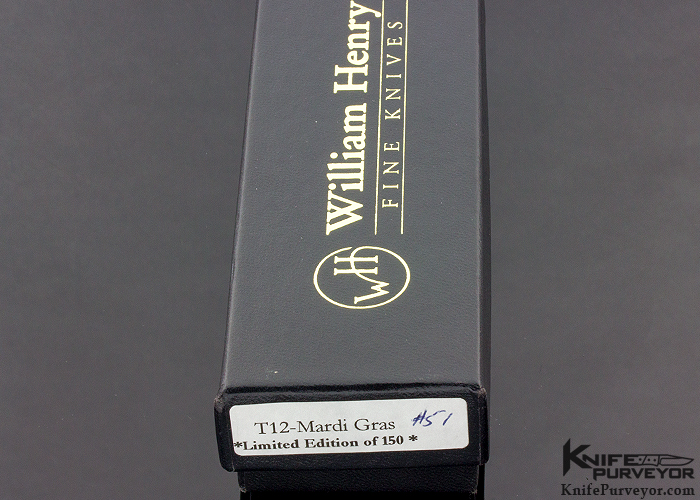 William Henry
FINE KNIVES
WH
T12-Mardi Gras #51
*Limited Edition of 150 *
KNIFE
PURVEYOR
KnifePurveyor.com